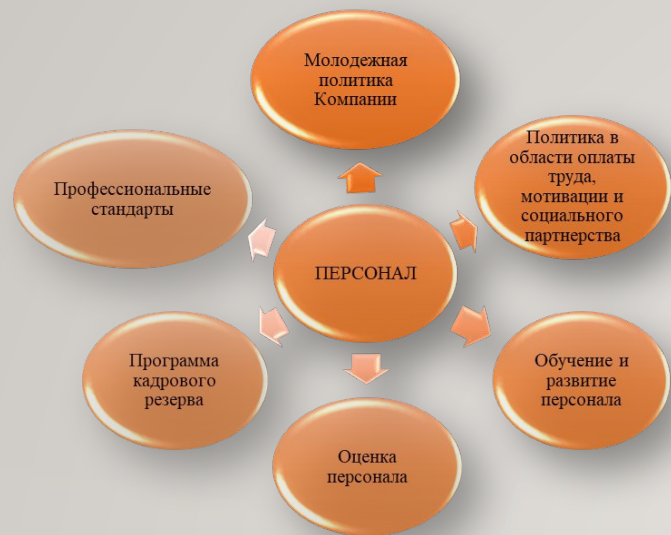 Молодежная
политика
Компании
Политика в
области оплаты
труда,
мотивации и
социального
партнерства
Профессиональные
стандарты
ПЕРСОНАЛ
Программа
кадрового
резерва
Обучение и
развитие
персонала
Оценка
персонала